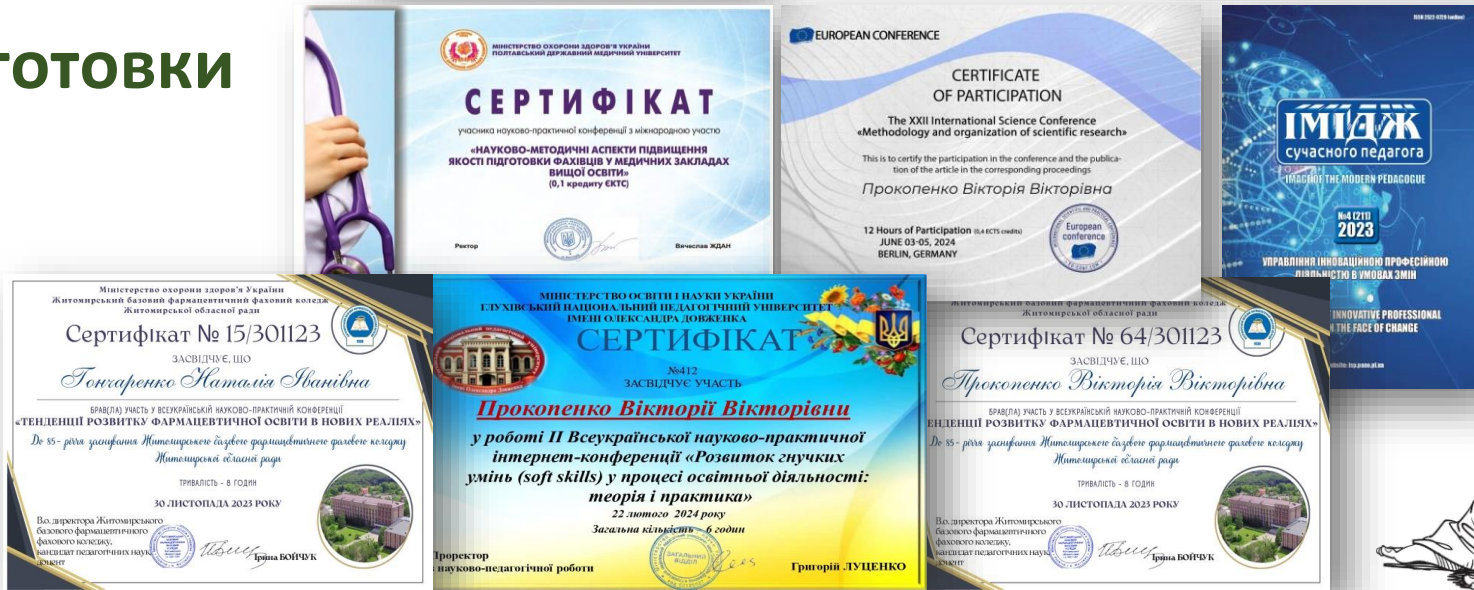 готовки
МІНІСТЕРСТВО ОХОРОНИ ЗДОРОВ'Я УКРАЇНИ
ПОЛТАВСЬКИЙ ДЕРЖАВНИЙ МЕДИЧНИЙ УНІВЕРСИТЕТ
СЕРТИФІКАТ
учасника науково-практичної конференції з міжнародною участю
«НАУКОВО-МЕТОДИЧНІ АСПЕКТИ ПІДВИЩЕННЯ
ЯКОСТІ ПІДГОТОВКИ ФАХІВЦІВ У МЕДИЧНИХ ЗАКЛАДАХ
ВИЩОЇ ОСВІТИ»
(0,1 кредиту ЄКТС)
Ректор
Вячеслав ЖДАН
EUROPEAN CONFERENCE
CERTIFICATE
OF PARTICIPATION
The XXII International Science Conference
«Methodology and organization of scientific research»
This is to certify the participation in the conference and the publica-
tion of the article in the corresponding proceedings
Прокопенко Вікторія Вікторівна
12 Hours of Participation (0,4 ECTS credits)
JUNE 03-05, 2024
BERLIN, GERMANY
European
conference
ISSN 2522-9729 (online)
ІМІДЖ
сучасного педагога
IMAGE OF THE MODERN PEDAGOGUE
№4 (211)
2023
УПРАВЛІННЯ ІННОВАЦІЙНОЮ ПРОФЕСІЙНОЮ
ДІЯЛЬНІСТЮ В УМОВАХ ЗМІН
INNOVATIVE PROFESSIONAL
THE FACE OF CHANGE
Міністерство охорони здоров'я України
Житомирський базовий фармацевтичний фаховий коледж
Житомирської обласної ради
Сертифікат № 15/301123
ЗАСВІДЧУЄ, ЩО
Гончаренко Наталія Іванівна
БРАВ(ЛА) УЧАСТЬ У ВСЕУКРАЇНСЬКІЙ НАУКОВО-ПРАКТИЧНІЙ КОНФЕРЕНЦІЇ
«ТЕНДЕНЦІЇ РОЗВИТКУ ФАРМАЦЕВТИЧНОЇ ОСВІТИ В НОВИХ РЕАЛІЯХ»
До 85- річчя заснування Житомирського базового фармацевтичного фахового коледжу
Житомирської обласної ради
ТРИВАЛІСТЬ - 8 ГОДИН
30 ЛИСТОПАДА 2023 РОКУ
В.о. директора Житомирського
базового фармацевтичного
фахового коледжу,
кандидат педагогічних наук,
доцент
Ірина БОЙЧУК
МІНІСТЕРСТВО ОСВІТИ І НАУКИ УКРАЇНИ
ГЛУХІВСЬКИЙ НАЦІОНАЛЬНИЙ ПЕДАГОГІЧНИЙ УНІВЕРСИТЕТ
ІМЕНІ ОЛЕКСАНДРА ДОВЖЕНКА
СЕРТИФІКАТ
№412
ЗАСВІДЧУЄ УЧАСТЬ
Прокопенко Вікторії Вікторівни
у роботі ІІ Всеукраїнської науково-практичної
інтернет-конференції «Розвиток гнучких
умінь (soft skills) у процесі освітньої діяльності:
теорія і практика»
22 лютого 2024 року
Загальна кількість – 6 годин
Проректор
з науково-педагогічної роботи
ЗАГАЛЬНИЙ
ВІДДІЛ
Григорій ЛУЦЕНКО
Житомирський базовий фармацевтичний фаховий коледж
Житомирської обласної ради
Сертифікат № 64/301123
ЗАСВІДЧУЄ, ЩО
Прокопенко Вікторія Вікторівна
БРАВ(ЛА) УЧАСТЬ У ВСЕУКРАЇНСЬКІЙ НАУКОВО-ПРАКТИЧНІЙ КОНФЕРЕНЦІЇ
ЕНДЕНЦІЇ РОЗВИТКУ ФАРМАЦЕВТИЧНОЇ ОСВІТИ В НОВИХ РЕАЛІЯХ»
До 85- річчя заснування Житомирського базового фармацевтичного фахового коледжу
Житомирської обласної ради
ТРИВАЛІСТЬ - 8 ГОДИН
30 ЛИСТОПАДА 2023 РОКУ
В.о. директора Житомирського
базового фармацевтичного
фахового коледжу,
кандидат педагогічних наук,
доцент
Ірина БОЙЧУК